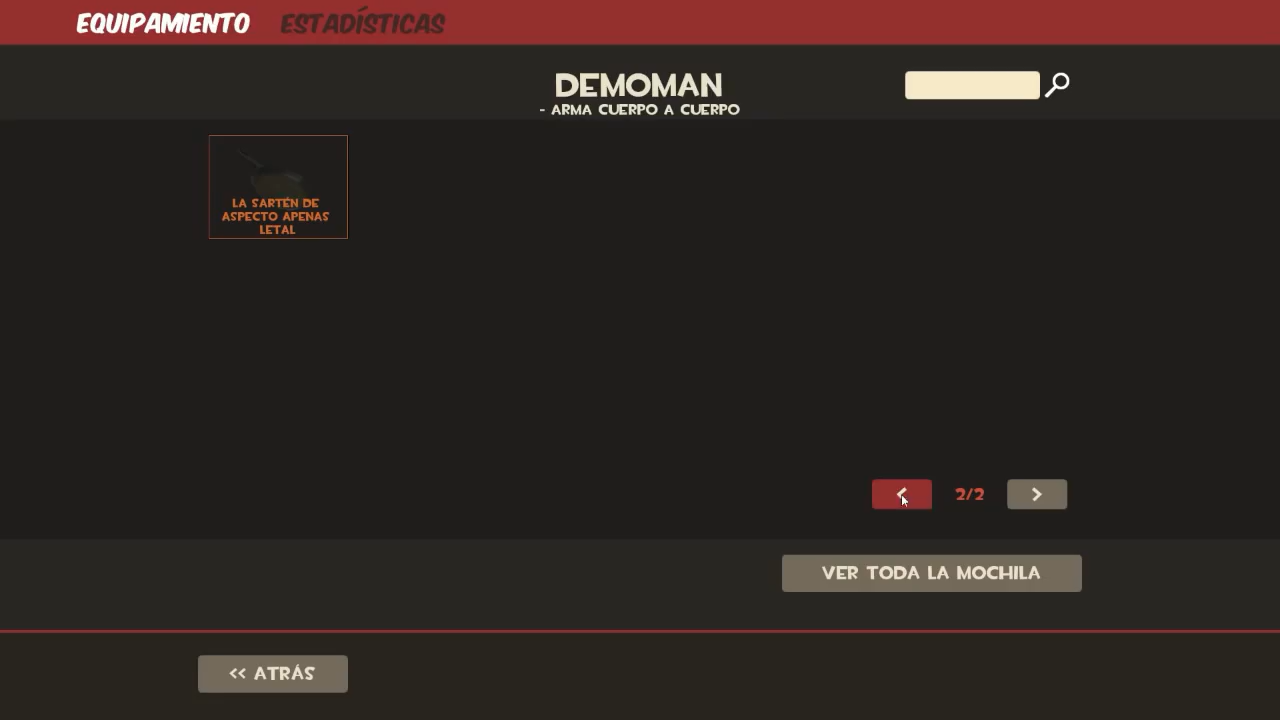 EQUIPAMIENTO ESTADÍSTICAS
DEMOMAN
- ARMA CUERPO A CUERPO
LA SARTÉN DE
ASPECTO APENAS
LETAL
< 2/2 >
VER TODA LA MOCHILA
<< ATRÁS